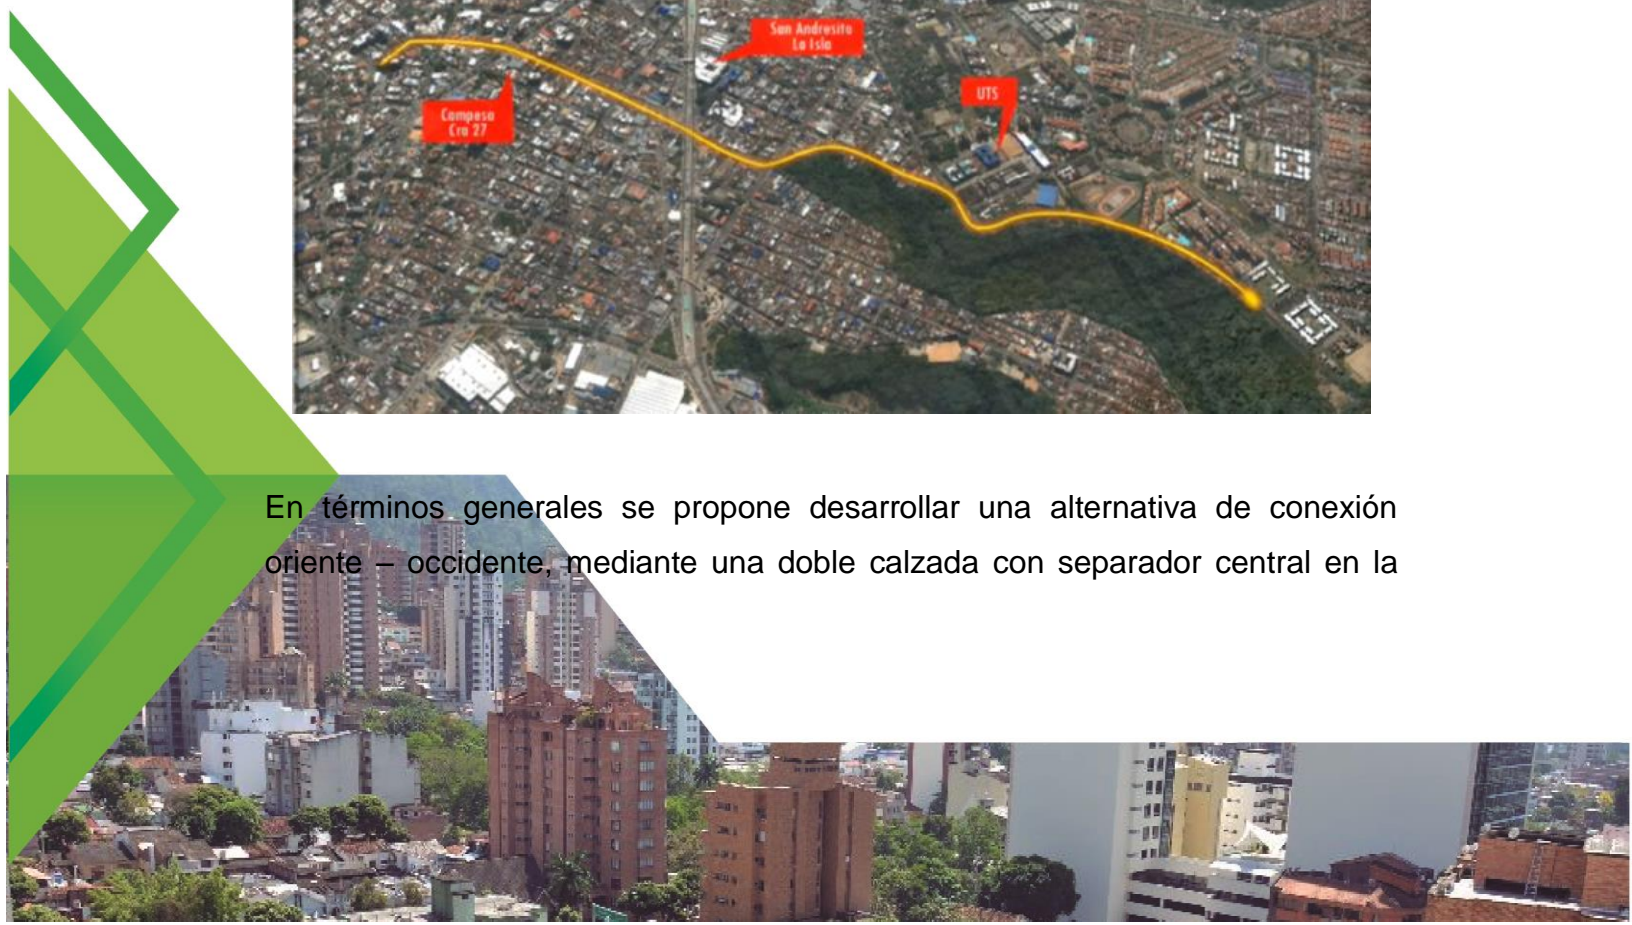 San Andresito
La Isla
UTS
Campesa
Cra 27
En términos generales se propone desarrollar una alternativa de conexión
oriente – occidente, mediante una doble calzada con separador central en la